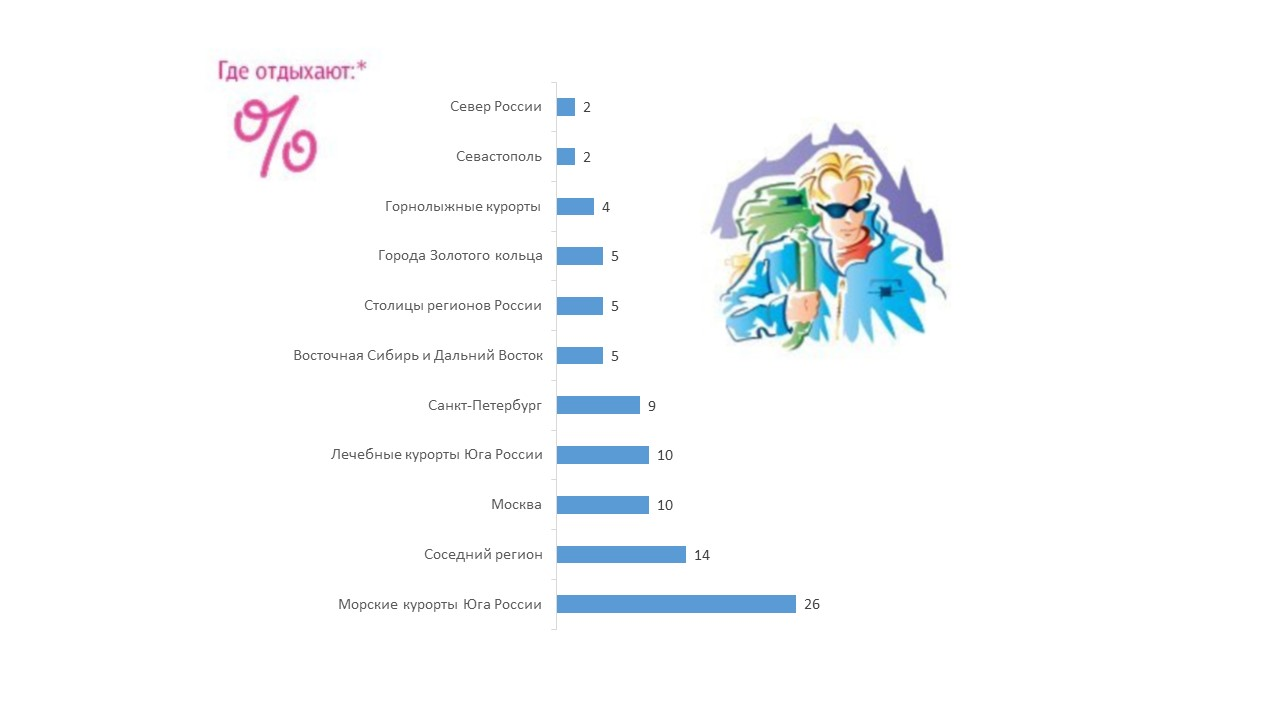 Где отдыхают:*
%
Север России 2
Севастополь 2
Горнолыжные курорты 4
Города Золотого кольца 5
Столицы регионов России 5
Восточная Сибирь и Дальний Восток 5
Санкт-Петербург 9
Лечебные курорты Юга России 10
Москва 10
Соседний регион 14
Морские курорты Юга России 26